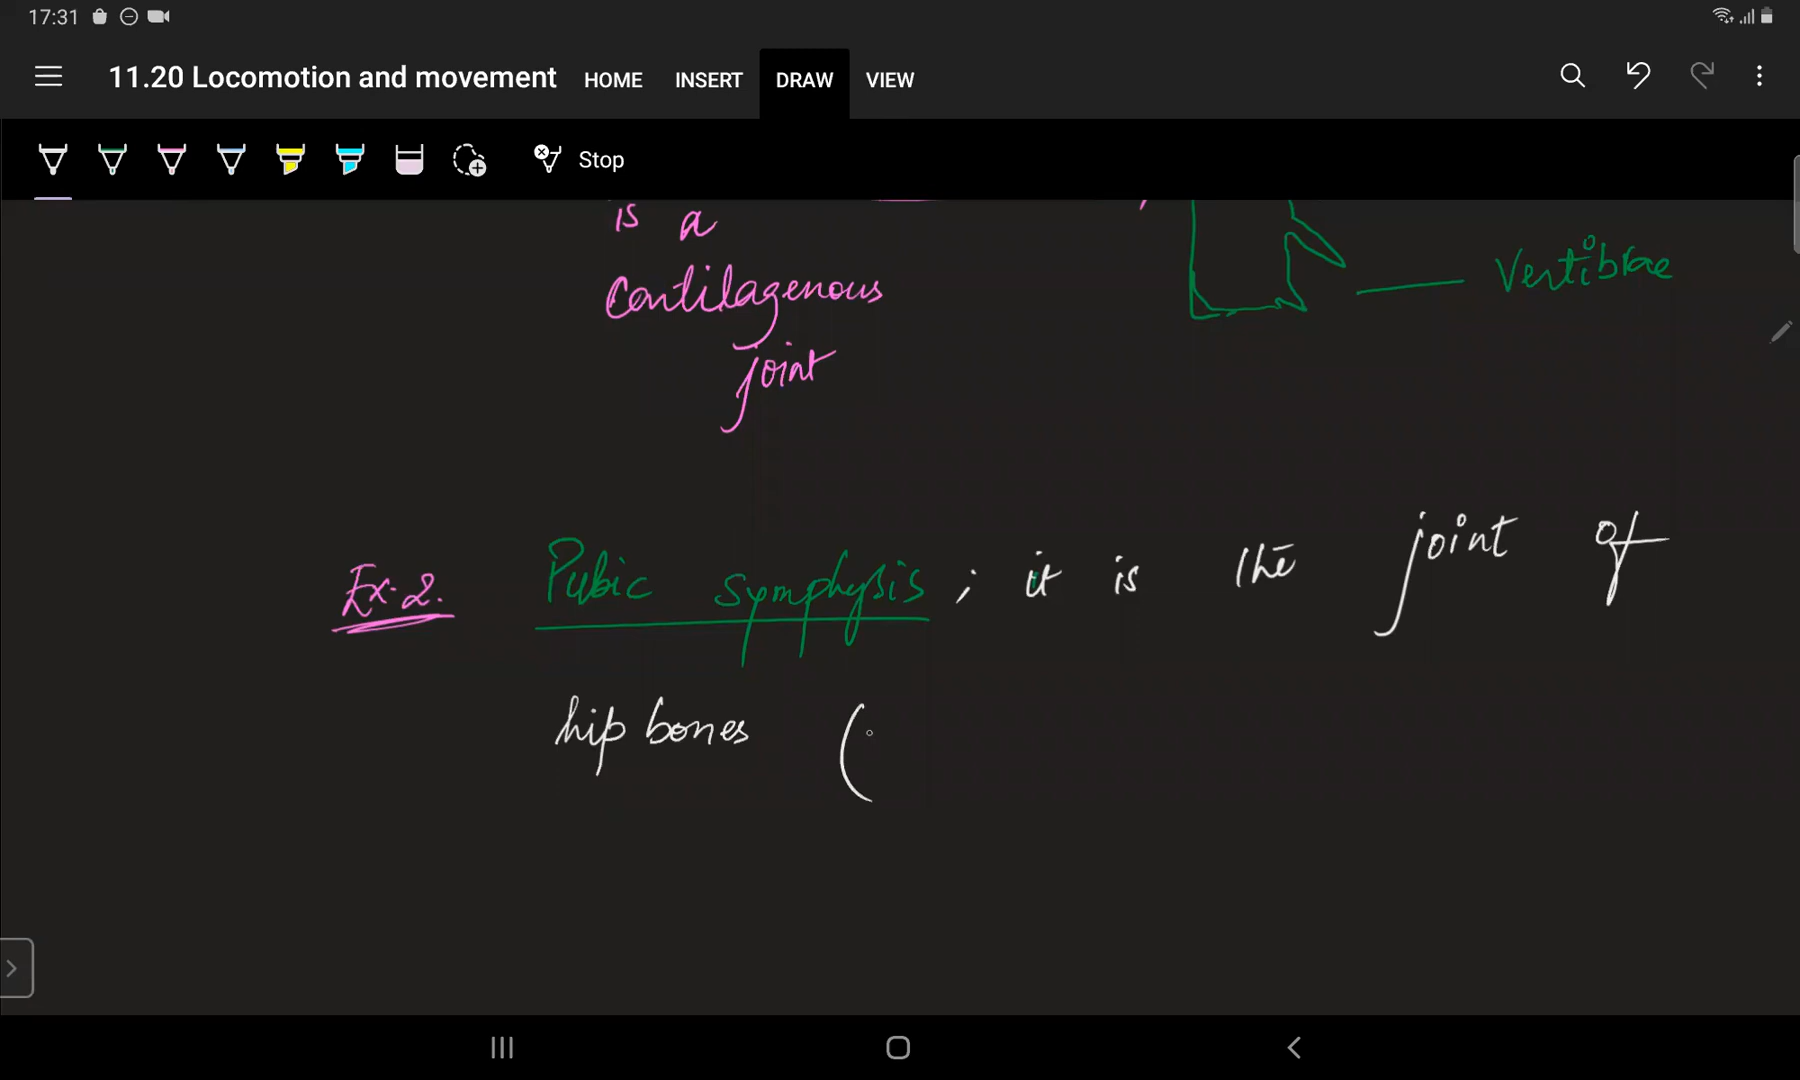 17:31
11.20 Locomotion and movement HOME INSERT DRAW VIEW
Stop
is a
cartilagenous
joint
Vertibrae
Ex-2. Pubic symphysis ; it is the joint of
hip bones (